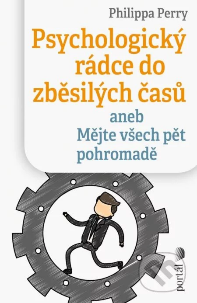 Philippa Perry
Psychologický
rádce do
zběsilých časů
aneb
Mějte všech pět
pohromadě
portál